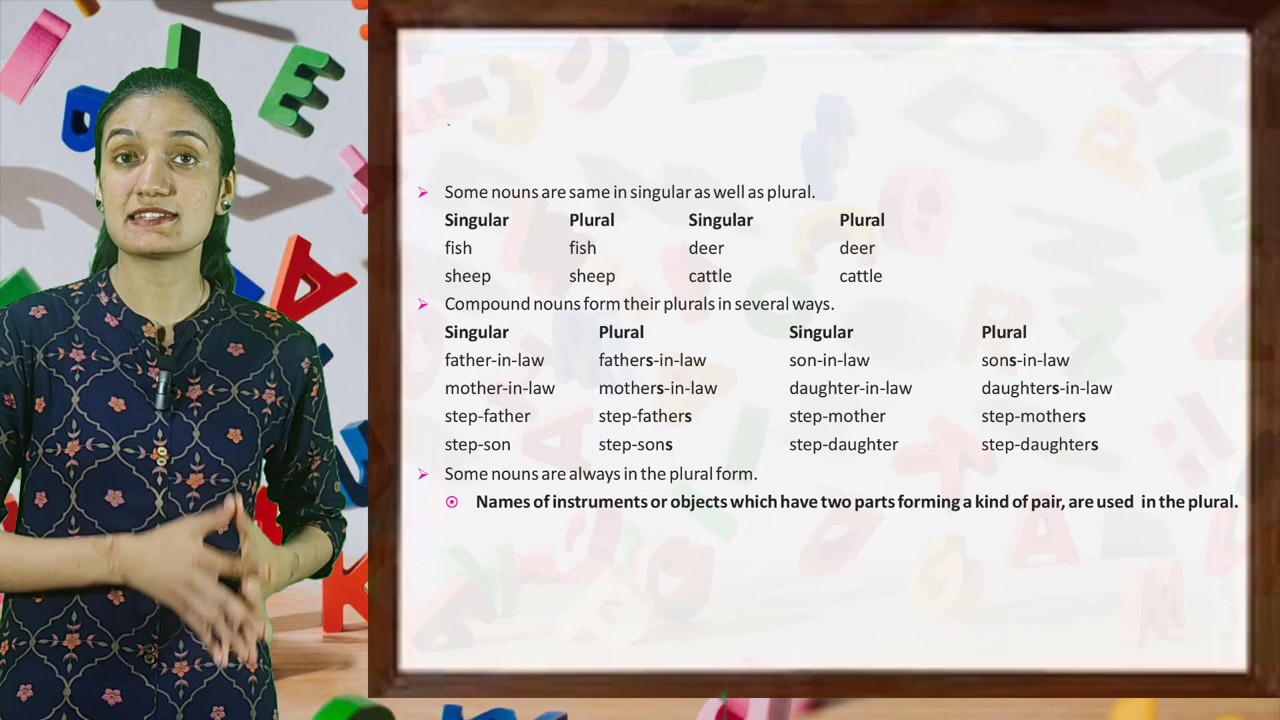 Some nouns are same in singular as well as plural.
Singular Plural Singular Plural
fish fish deer deer
sheep sheep cattle cattle
Compound nouns form their plurals in several ways.
Singular Plural Singular Plural
father-in-law fathers-in-law son-in-law sons-in-law
mother-in-law mothers-in-law daughter-in-law daughters-in-law
step-father step-fathers step-mother step-mothers
step-son step-sons step-daughter step-daughters
Some nouns are always in the plural form.
Names of instruments or objects which have two parts forming a kind of pair, are used in the plural.